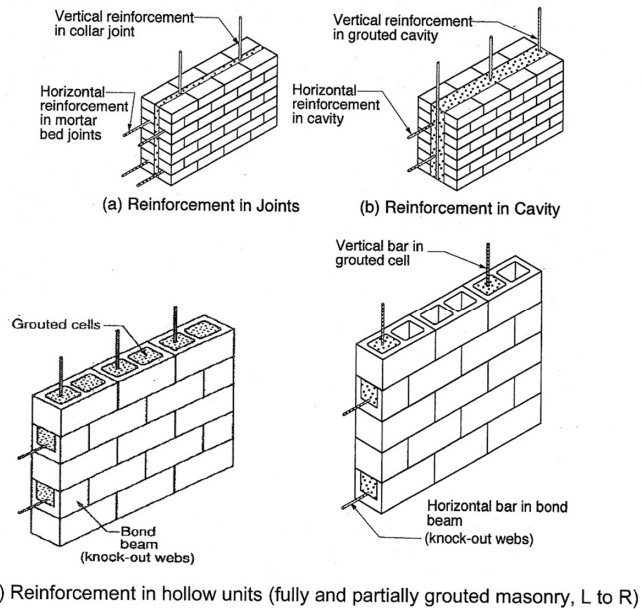 Vertical reinforcement
in collar joint
Horizontal
reinforcement
in mortar
bed joints
(a) Reinforcement in Joints
Vertical reinforcement
in grouted cavity
Horizontal
reinforcement
in cavity
(b) Reinforcement in Cavity
Grouted cells
Bond
beam
(knock-out webs)
Vertical bar in
grouted cell
Horizontal bar in bond
beam
(knock-out webs)
) Reinforcement in hollow units (fully and partially grouted masonry, L to R)